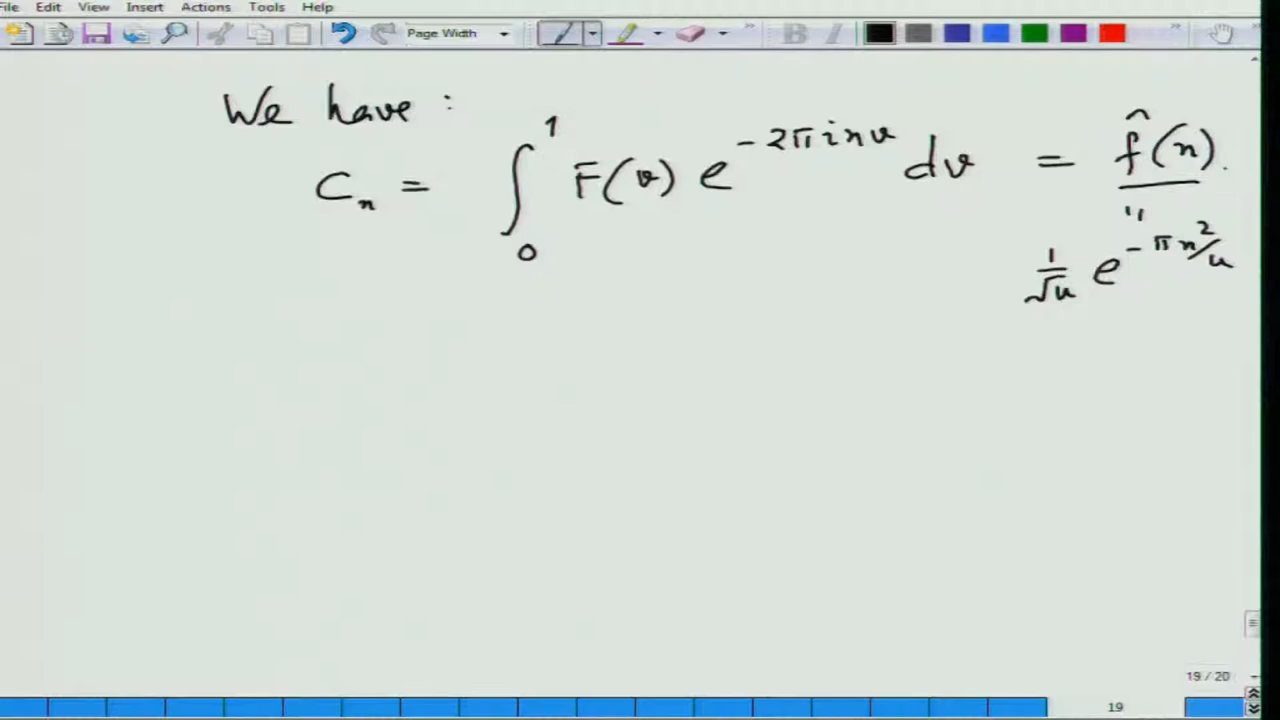 File Edit View Insert Actions Tools Help
Page Width
We have :
C_n = ∫_0^1 F(v) e^{-2πinv} dv = f̂(n).
"
1/√u e^{-πn²/u}
19 / 20
19